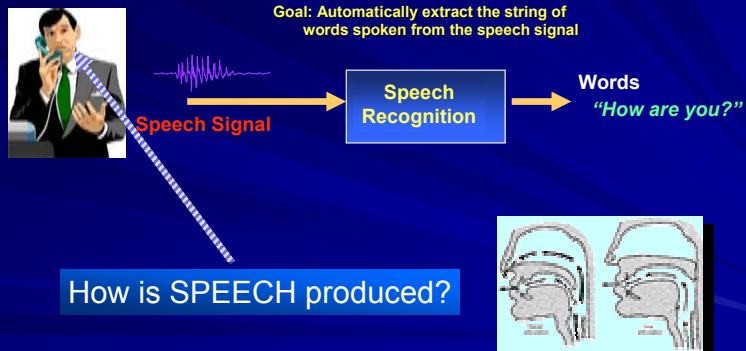 Goal: Automatically extract the string of
words spoken from the speech signal
Speech
Recognition
Words
“How are you?”
Speech Signal
How is SPEECH produced?